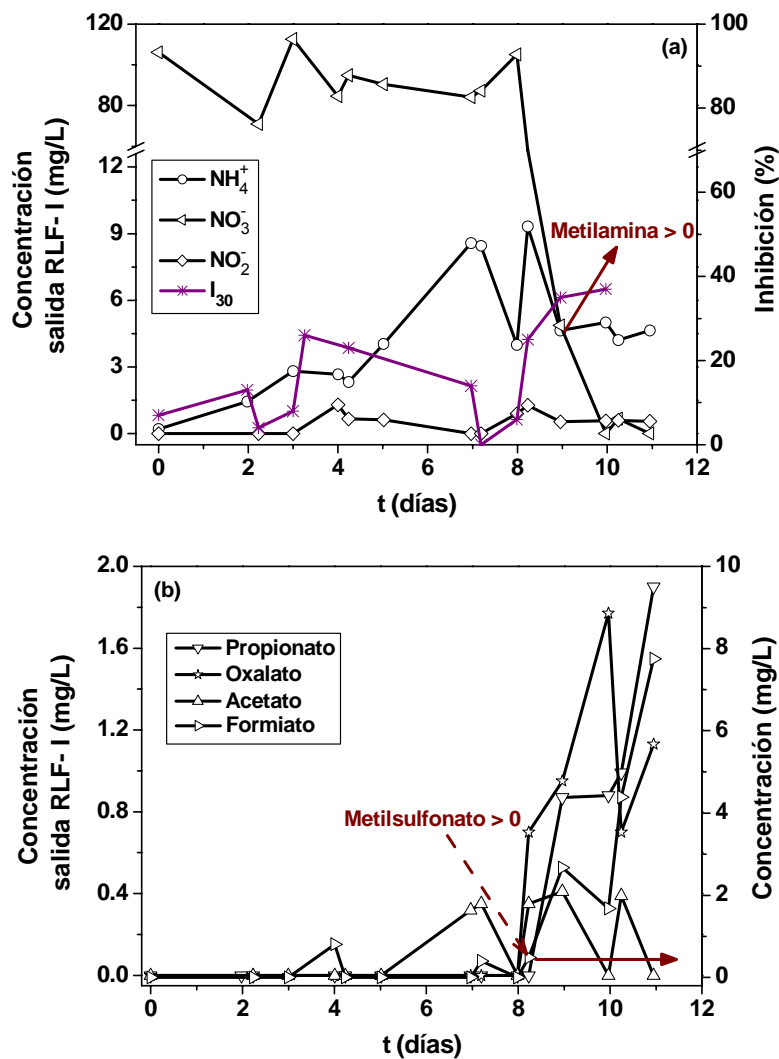 (a)
Concentración
salida RLF- I (mg/L)
120
80
12
9
6
3
0
100
80
60
40
20
0
Inhibición (%)
NH₄⁺
NO₃⁻
NO₂⁻
I₃₀
Metilamina > 0
0 2 4 6 8 10 12
t (días)
(b)
Concentración
salida RLF- I (mg/L)
2.0
1.6
1.2
0.8
0.4
0.0
10
8
6
4
2
0
Concentración (mg/L)
Propionato
Oxalato
Acetato
Formiato
Metilsulfonato > 0
0 2 4 6 8 10 12
t (días)